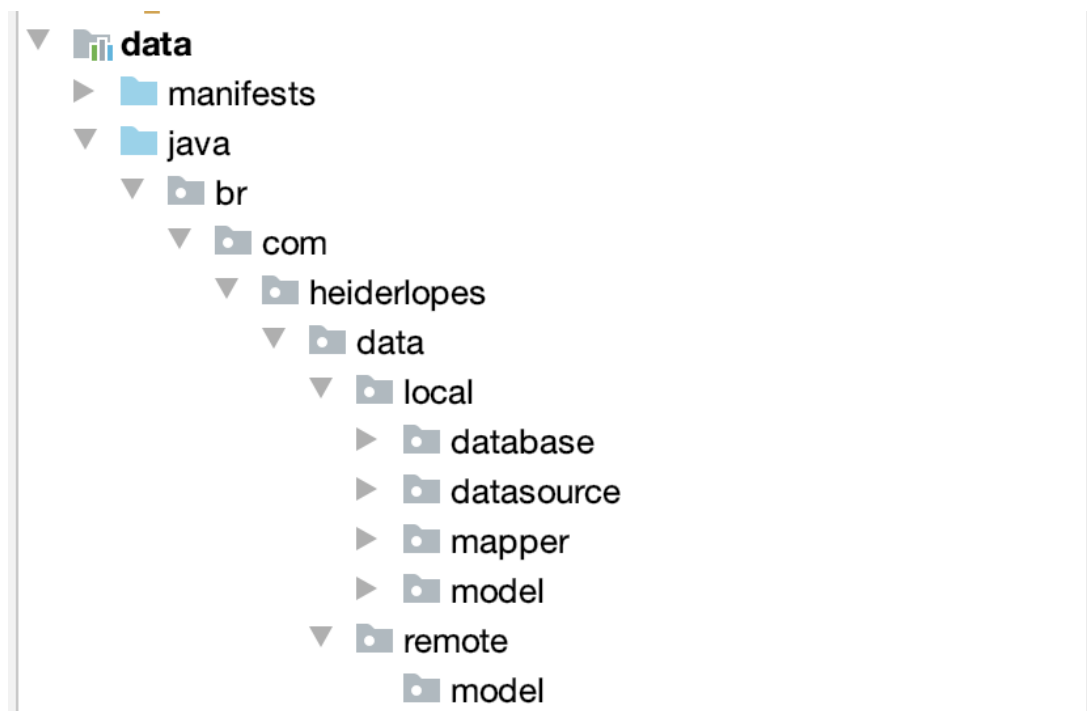 data
manifests
java
br
com
heiderlopes
data
local
database
datasource
mapper
model
remote
model